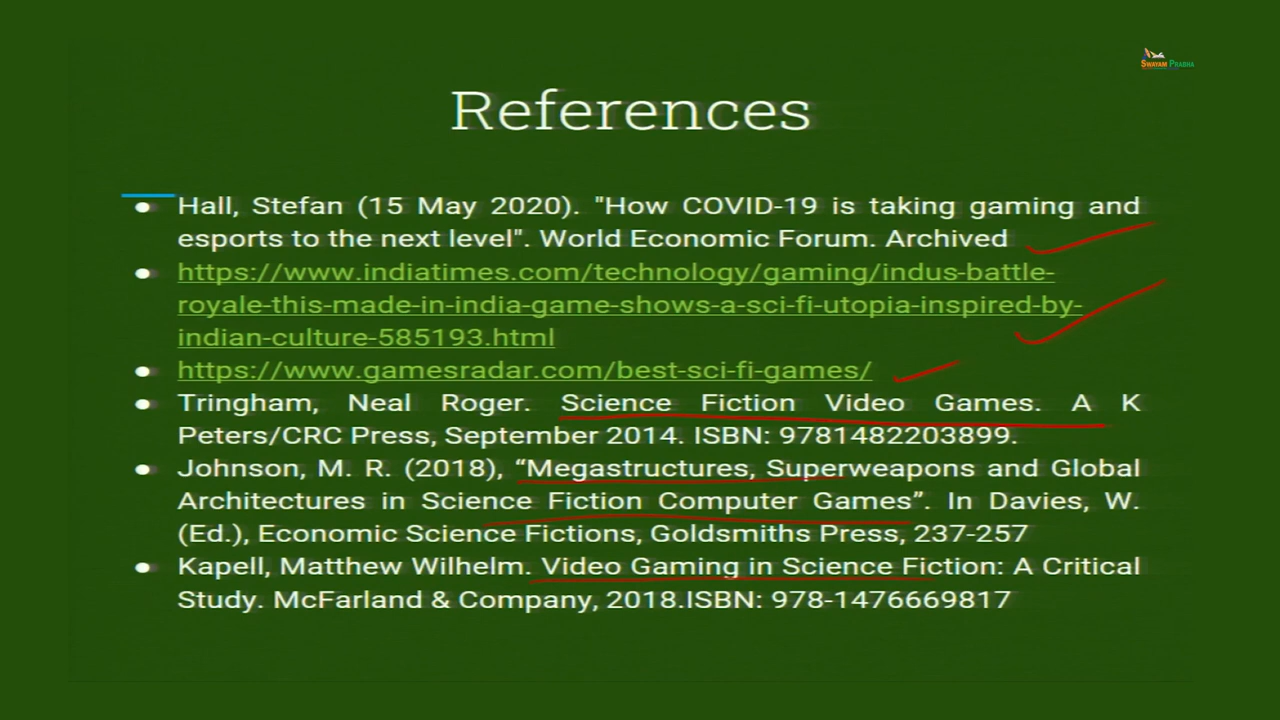 SWAYAM PRABHA
References
● Hall, Stefan (15 May 2020). "How COVID-19 is taking gaming and
esports to the next level". World Economic Forum. Archived
● https://www.indiatimes.com/technology/gaming/indus-battle-
royale-this-made-in-india-game-shows-a-sci-fi-utopia-inspired-by-
indian-culture-585193.html
● https://www.gamesradar.com/best-sci-fi-games/
● Tringham, Neal Roger. Science Fiction Video Games. A K
Peters/CRC Press, September 2014. ISBN: 9781482203899.
● Johnson, M. R. (2018), “Megastructures, Superweapons and Global
Architectures in Science Fiction Computer Games”. In Davies, W.
(Ed.), Economic Science Fictions, Goldsmiths Press, 237-257
● Kapell, Matthew Wilhelm. Video Gaming in Science Fiction: A Critical
Study. McFarland & Company, 2018.ISBN: 978-1476669817